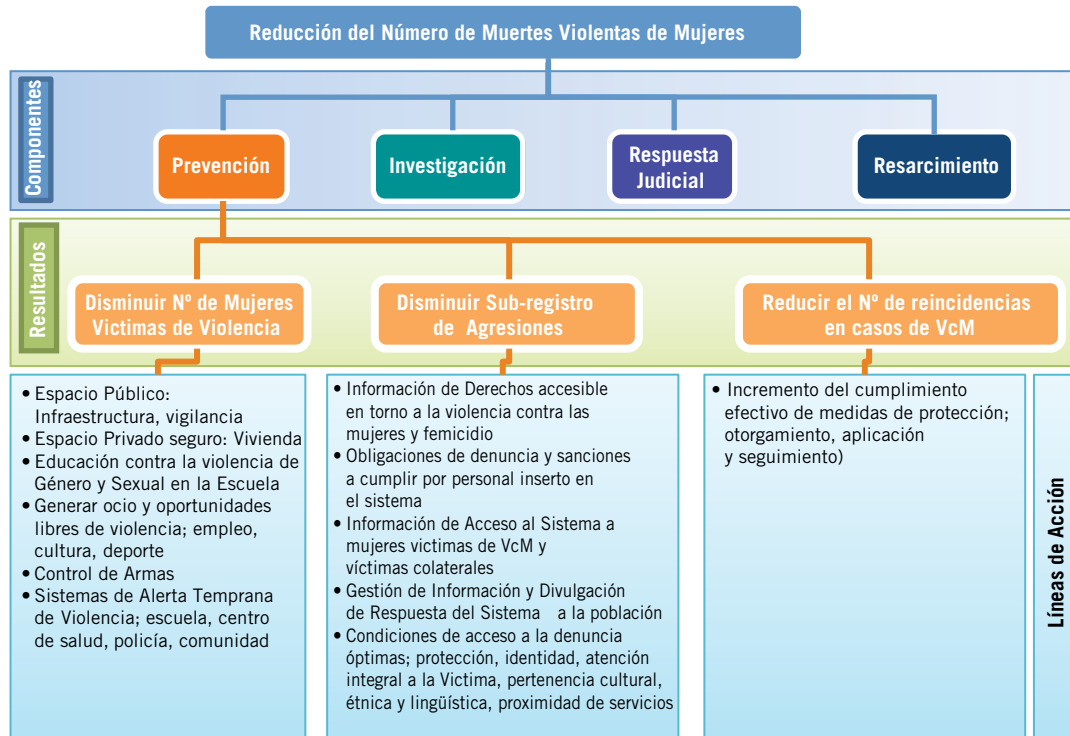 Reducción del Número de Muertes Violentas de Mujeres
Componentes
Prevención
Investigación
Respuesta
Judicial
Resarcimiento
Resultados
Disminuir Nº de Mujeres
Victimas de Violencia
Disminuir Sub-registro
de Agresiones
Reducir el Nº de reincidencias
en casos de VcM
• Espacio Público:
Infraestructura, vigilancia
• Espacio Privado seguro: Vivienda
• Educación contra la violencia de
Género y Sexual en la Escuela
• Generar ocio y oportunidades
libres de violencia; empleo,
cultura, deporte
• Control de Armas
• Sistemas de Alerta Temprana
de Violencia; escuela, centro
de salud, policía, comunidad
• Información de Derechos accesible
en torno a la violencia contra las
mujeres y femicidio
• Obligaciones de denuncia y sanciones
a cumplir por personal inserto en
el sistema
• Información de Acceso al Sistema a
mujeres victimas de VcM y
víctimas colaterales
• Gestión de Información y Divulgación
de Respuesta del Sistema a la población
• Condiciones de acceso a la denuncia
óptimas; protección, identidad, atención
integral a la Victima, pertenencia cultural,
étnica y lingüística, proximidad de servicios
• Incremento del cumplimiento
efectivo de medidas de protección;
otorgamiento, aplicación
y seguimiento)
Líneas de Acción